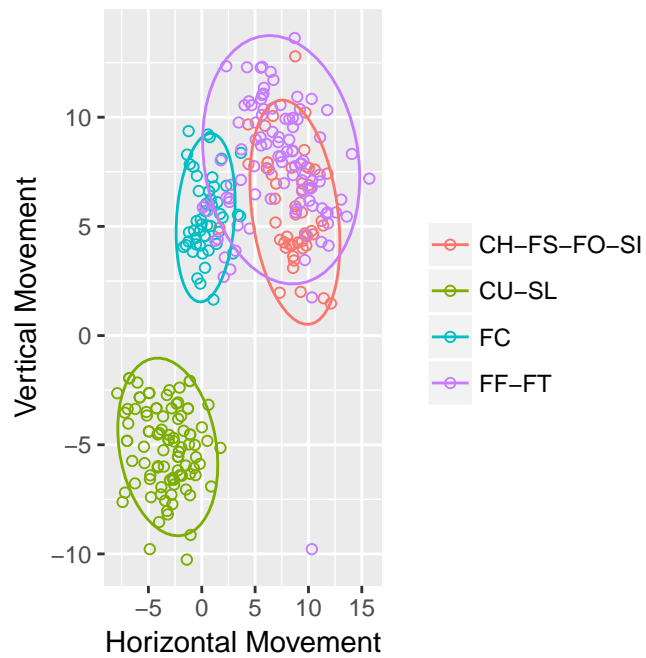 10
5
0
−5
−10
−5 0 5 10 15
Vertical Movement
Horizontal Movement
CH−FS−FO−SI
CU−SL
FC
FF−FT